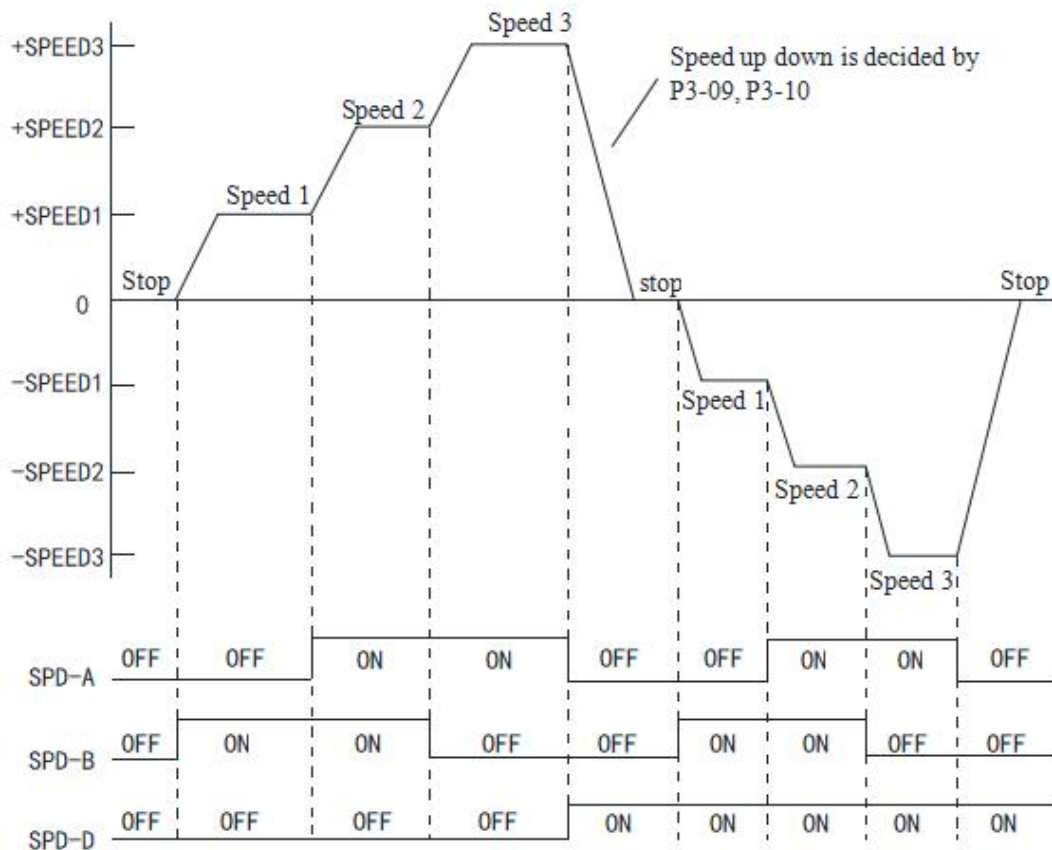 Speed 3
+SPEED3
Speed up down is decided by
P3-09, P3-10
Speed 2
+SPEED2
Speed 1
+SPEED1
Stop
stop
Stop
0
-SPEED1
Speed 1
-SPEED2
Speed 2
-SPEED3
Speed 3
SPD-A OFF OFF ON ON OFF OFF ON ON OFF
SPD-B OFF ON ON OFF OFF ON ON OFF OFF
SPD-D OFF OFF OFF OFF ON ON ON ON ON